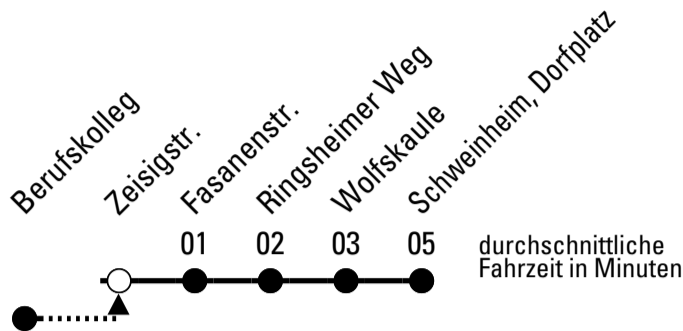 Berufskolleg
Zeisigstr.
Fasanenstr.
Ringsheimer Weg
Wolfskaule
Schweinheim, Dorfplatz
01 02 03 05
durchschnittliche
Fahrzeit in Minuten